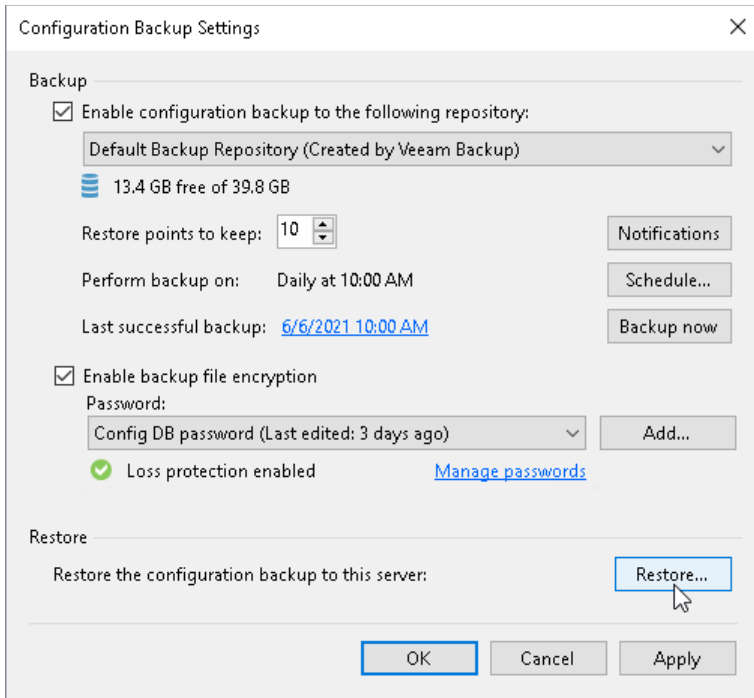 Configuration Backup Settings
Backup
Enable configuration backup to the following repository:
Default Backup Repository (Created by Veeam Backup)
13.4 GB free of 39.8 GB
Restore points to keep: 10 Notifications
Perform backup on: Daily at 10:00 AM Schedule...
Last successful backup: 6/6/2021 10:00 AM Backup now
Enable backup file encryption
Password:
Config DB password (Last edited: 3 days ago) Add...
Loss protection enabled Manage passwords
Restore
Restore the configuration backup to this server: Restore...
OK Cancel Apply